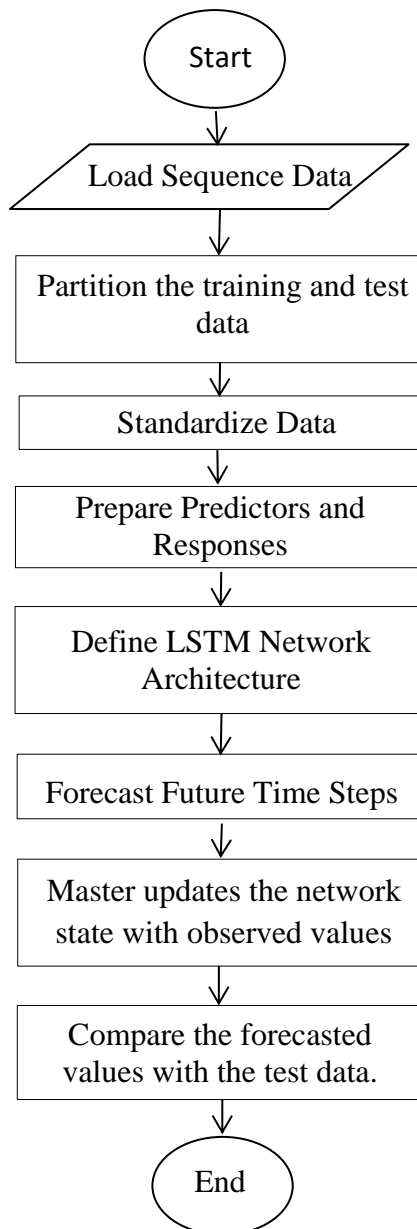 Start
Load Sequence Data
Partition the training and test
data
Standardize Data
Prepare Predictors and
Responses
Define LSTM Network
Architecture
Forecast Future Time Steps
Master updates the network
state with observed values
Compare the forecasted
values with the test data.
End